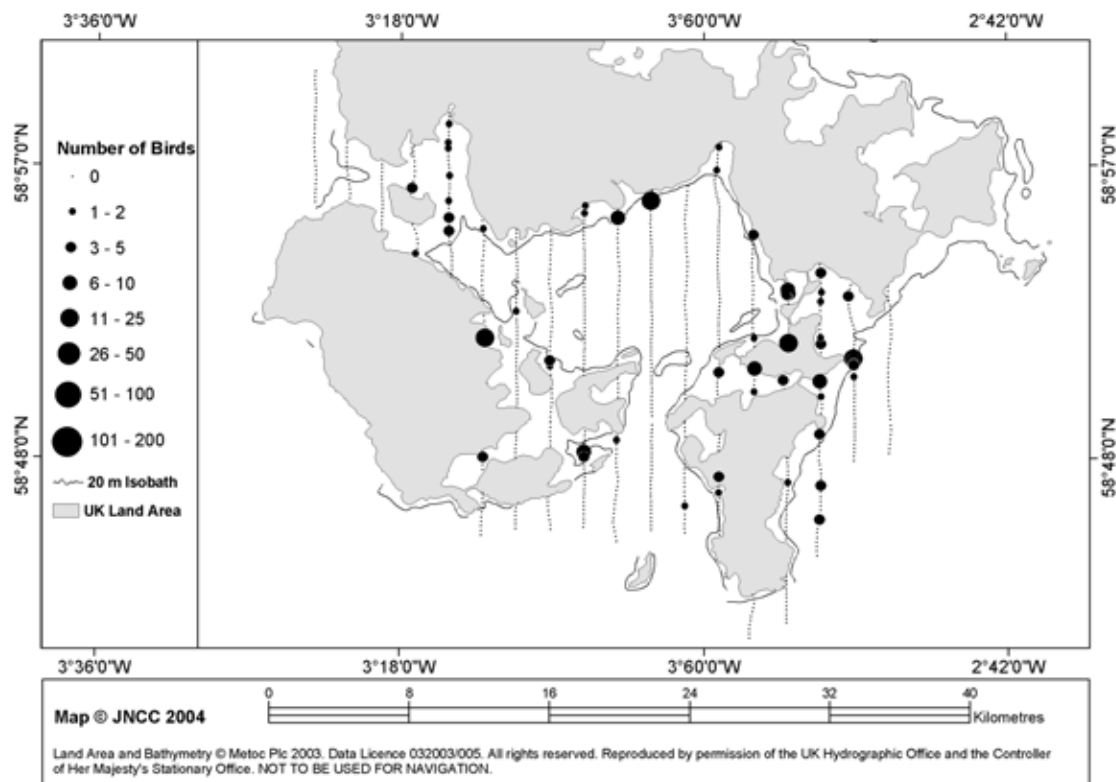 3°36'0"W 3°18'0"W 3°60'0"W 2°42'0"W
58°57'0"N
58°57'0"N
Number of Birds
0
1 - 2
3 - 5
6 - 10
11 - 25
26 - 50
51 - 100
101 - 200
20 m Isobath
UK Land Area
58°48'0"N
58°48'0"N
3°36'0"W 3°18'0"W 3°60'0"W 2°42'0"W
0 8 16 24 32 40
Map © JNCC 2004
Kilometres
Land Area and Bathymetry © Metoc Plc 2003. Data Licence 032003/005. All rights reserved. Reproduced by permission of the UK Hydrographic Office and the Controller
of Her Majesty's Stationary Office. NOT TO BE USED FOR NAVIGATION.